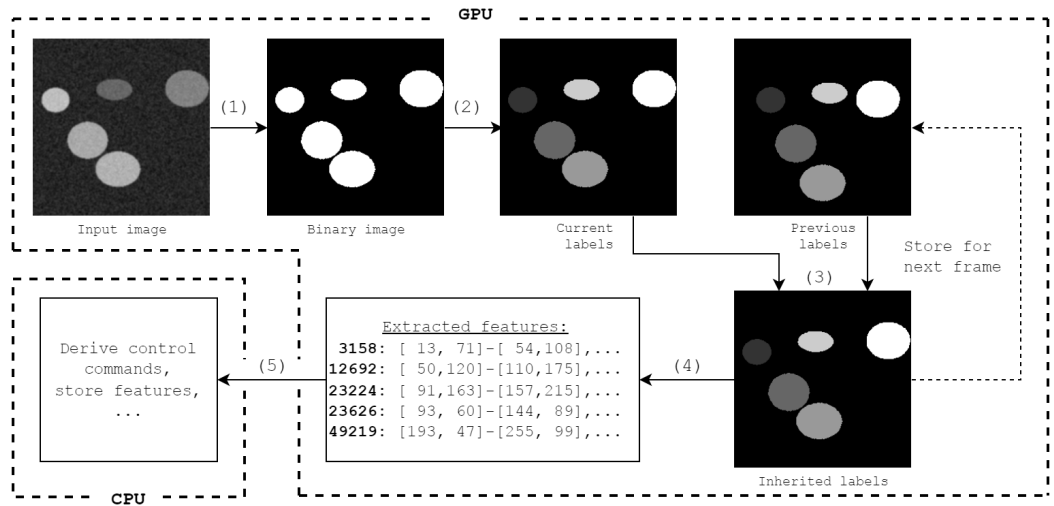 GPU
(1)
(2)
Input image
Binary image
Current
labels
Previous
labels
Store for
next frame
(3)
Extracted features:
3158: [ 13, 71]-[ 54,108],...
12692: [ 50,120]-[110,175],...
23224: [ 91,163]-[157,215],...
23626: [ 93, 60]-[144, 89],...
49219: [193, 47]-[255, 99],...
(4)
(5)
Derive control
commands,
store features,
...
Inherited labels
CPU